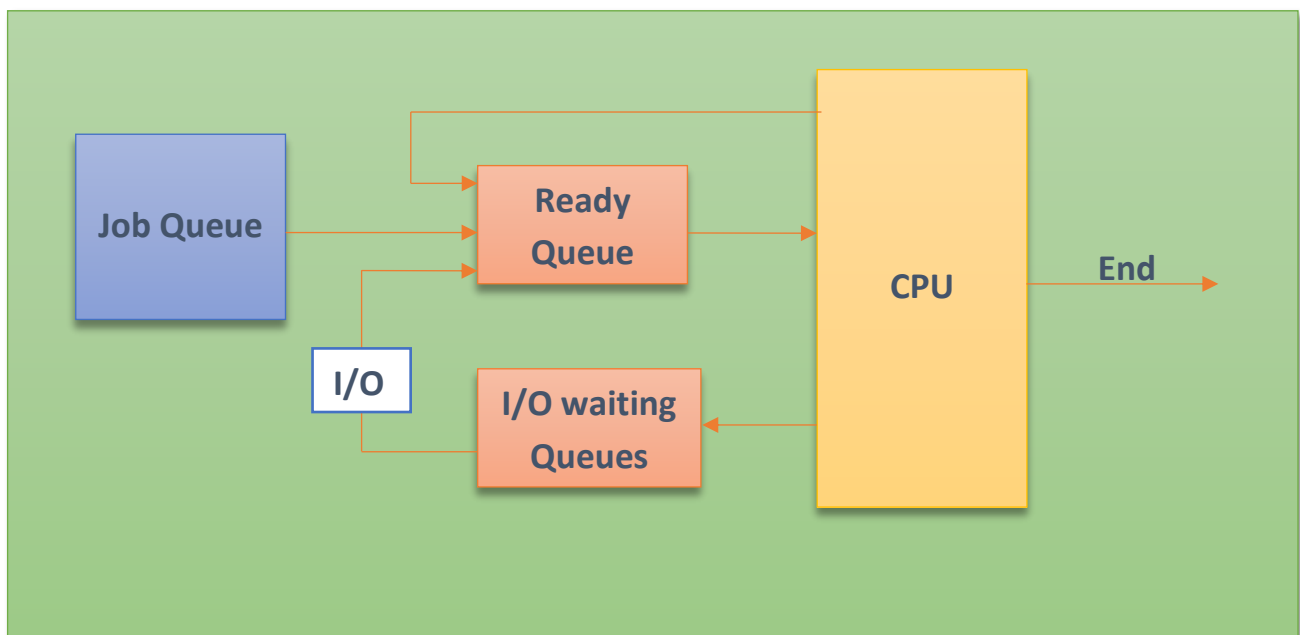 Job Queue
Ready
Queue
CPU
End
I/O
I/O waiting
Queues